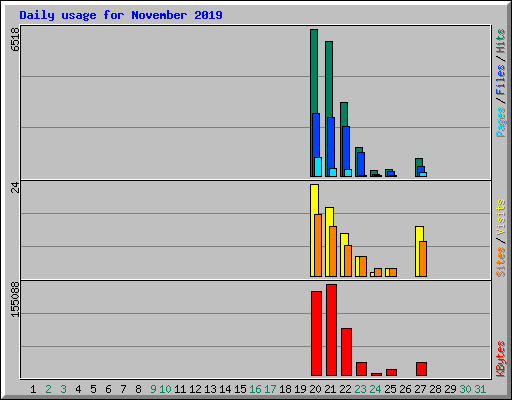 Daily usage for November 2019
6518
24
155088
Pages / Files / Hits
Sites / Visits
KBytes
1 2 3 4 5 6 7 8 9 10 11 12 13 14 15 16 17 18 19 20 21 22 23 24 25 26 27 28 29 30 31